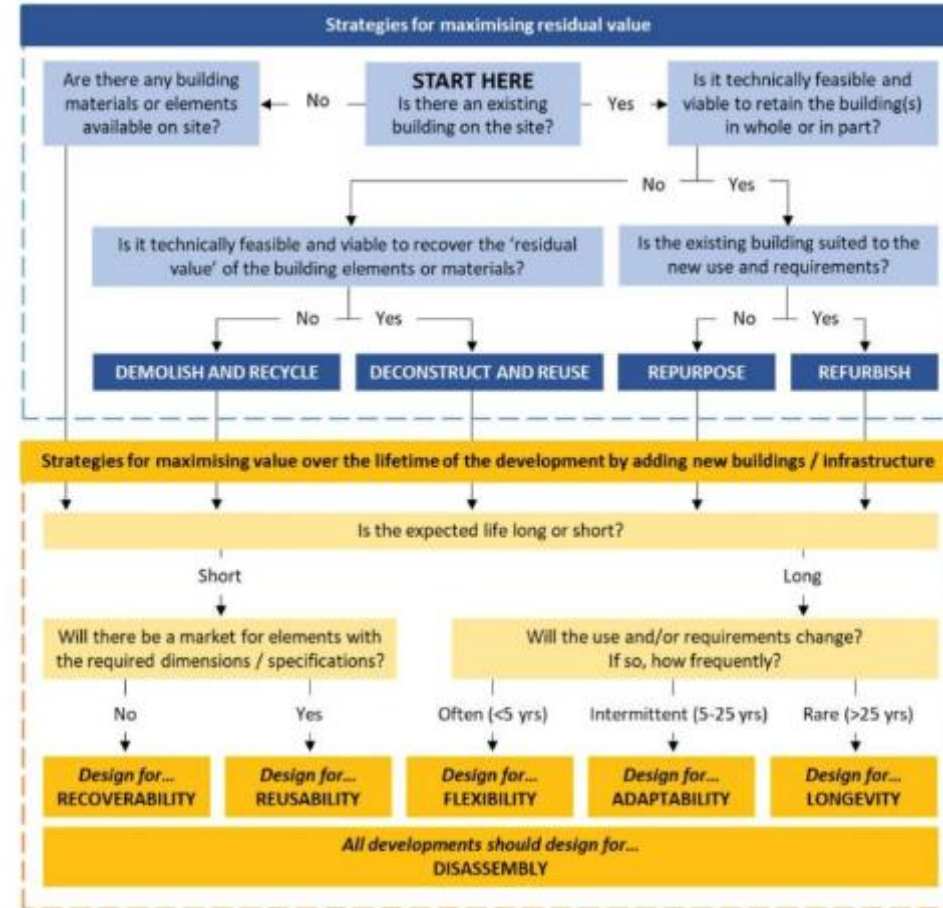 Strategies for maximising residual value
Are there any building
materials or elements
available on site?
No
START HERE
Is there an existing
building on the site?
Yes
Is it technically feasible and
viable to retain the building(s)
in whole or in part?
No
Yes
Is it technically feasible and viable to recover the ‘residual
value’ of the building elements or materials?
Is the existing building suited to the
new use and requirements?
No
Yes
No
Yes
DEMOLISH AND RECYCLE
DECONSTRUCT AND REUSE
REPURPOSE
REFURBISH
Strategies for maximising value over the lifetime of the development by adding new buildings / infrastructure
Is the expected life long or short?
Short
Long
Will there be a market for elements with
the required dimensions / specifications?
Will the use and/or requirements change?
If so, how frequently?
No
Yes
Often (<5 yrs)
Intermittent (5-25 yrs)
Rare (>25 yrs)
Design for...
RECOVERABILITY
Design for...
REUSABILITY
Design for...
FLEXIBILITY
Design for...
ADAPTABILITY
Design for...
LONGEVITY
All developments should design for...
DISASSEMBLY